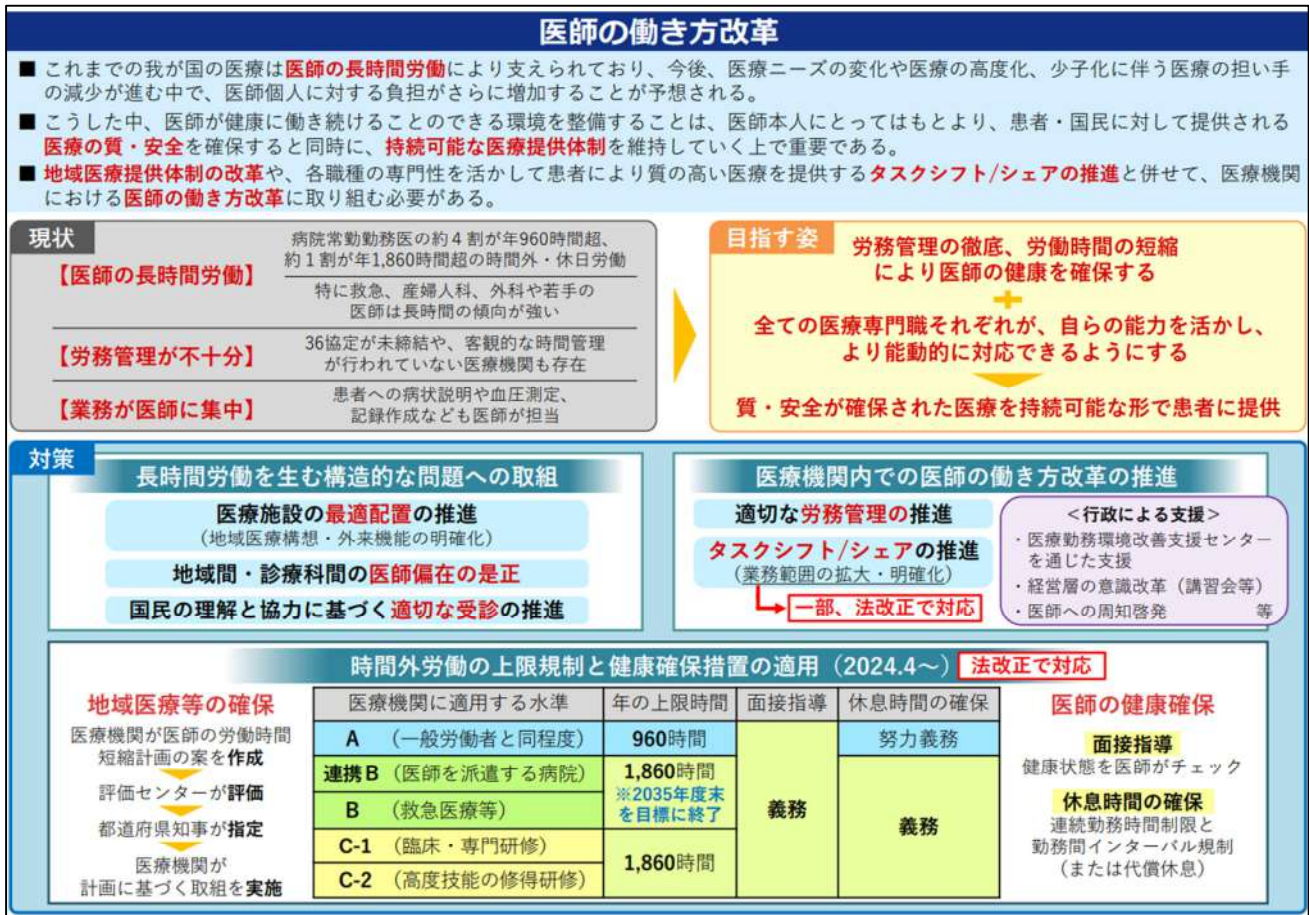 医師の働き方改革
■ これまでの我が国の医療は医師の長時間労働により支えられており、今後、医療ニーズの変化や医療の高度化、少子化に伴う医療の担い手
の減少が進む中で、医師個人に対する負担がさらに増加することが予想される。
■ こうした中、医師が健康に働き続けることのできる環境を整備することは、医師本人にとってはもとより、患者・国民に対して提供される
医療の質・安全を確保すると同時に、持続可能な医療提供体制を維持していく上で重要である。
■ 地域医療提供体制の改革や、各職種の専門性を活かして患者により質の高い医療を提供するタスクシフト/シェアの推進と併せて、医療機関
における医師の働き方改革に取り組む必要がある。
現状
【医師の長時間労働】
病院常勤勤務医の約4割が年960時間超、
約1割が年1,860時間超の時間外・休日労働
特に救急、産婦人科、外科や若手の
医師は長時間の傾向が強い
【労務管理が不十分】
36協定が未締結や、客観的な時間管理
が行われていない医療機関も存在
【業務が医師に集中】
患者への病状説明や血圧測定、
記録作成なども医師が担当
目指す姿
労務管理の徹底、労働時間の短縮
により医師の健康を確保する
+
全ての医療専門職それぞれが、自らの能力を活かし、
より能動的に対応できるようにする
質・安全が確保された医療を持続可能な形で患者に提供
対策
長時間労働を生む構造的な問題への取組
医療施設の最適配置の推進
(地域医療構想・外来機能の明確化)
地域間・診療科間の医師偏在の是正
国民の理解と協力に基づく適切な受診の推進
医療機関内での医師の働き方改革の推進
適切な労務管理の推進
タスクシフト/シェアの推進
(業務範囲の拡大・明確化)
一部、法改正で対応
<行政による支援>
・医療勤務環境改善支援センター
を通じた支援
・経営層の意識改革(講習会等)
・医師への周知啓発 等
時間外労働の上限規制と健康確保措置の適用(2024.4~) 法改正で対応
地域医療等の確保
医療機関が医師の労働時間
短縮計画の案を作成
評価センターが評価
都道府県知事が指定
医療機関が
計画に基づく取組を実施
医療機関に適用する水準 年の上限時間 面接指導 休息時間の確保
A (一般労働者と同程度) 960時間 努力義務
連携B (医師を派遣する病院) 1,860時間
※2035年度末
を目標に終了
B (救急医療等)
義務 義務
C-1 (臨床・専門研修) 1,860時間
C-2 (高度技能の修得研修)
医師の健康確保
面接指導
健康状態を医師がチェック
休息時間の確保
連続勤務時間制限と
勤務間インターバル規制
(または代償休息)